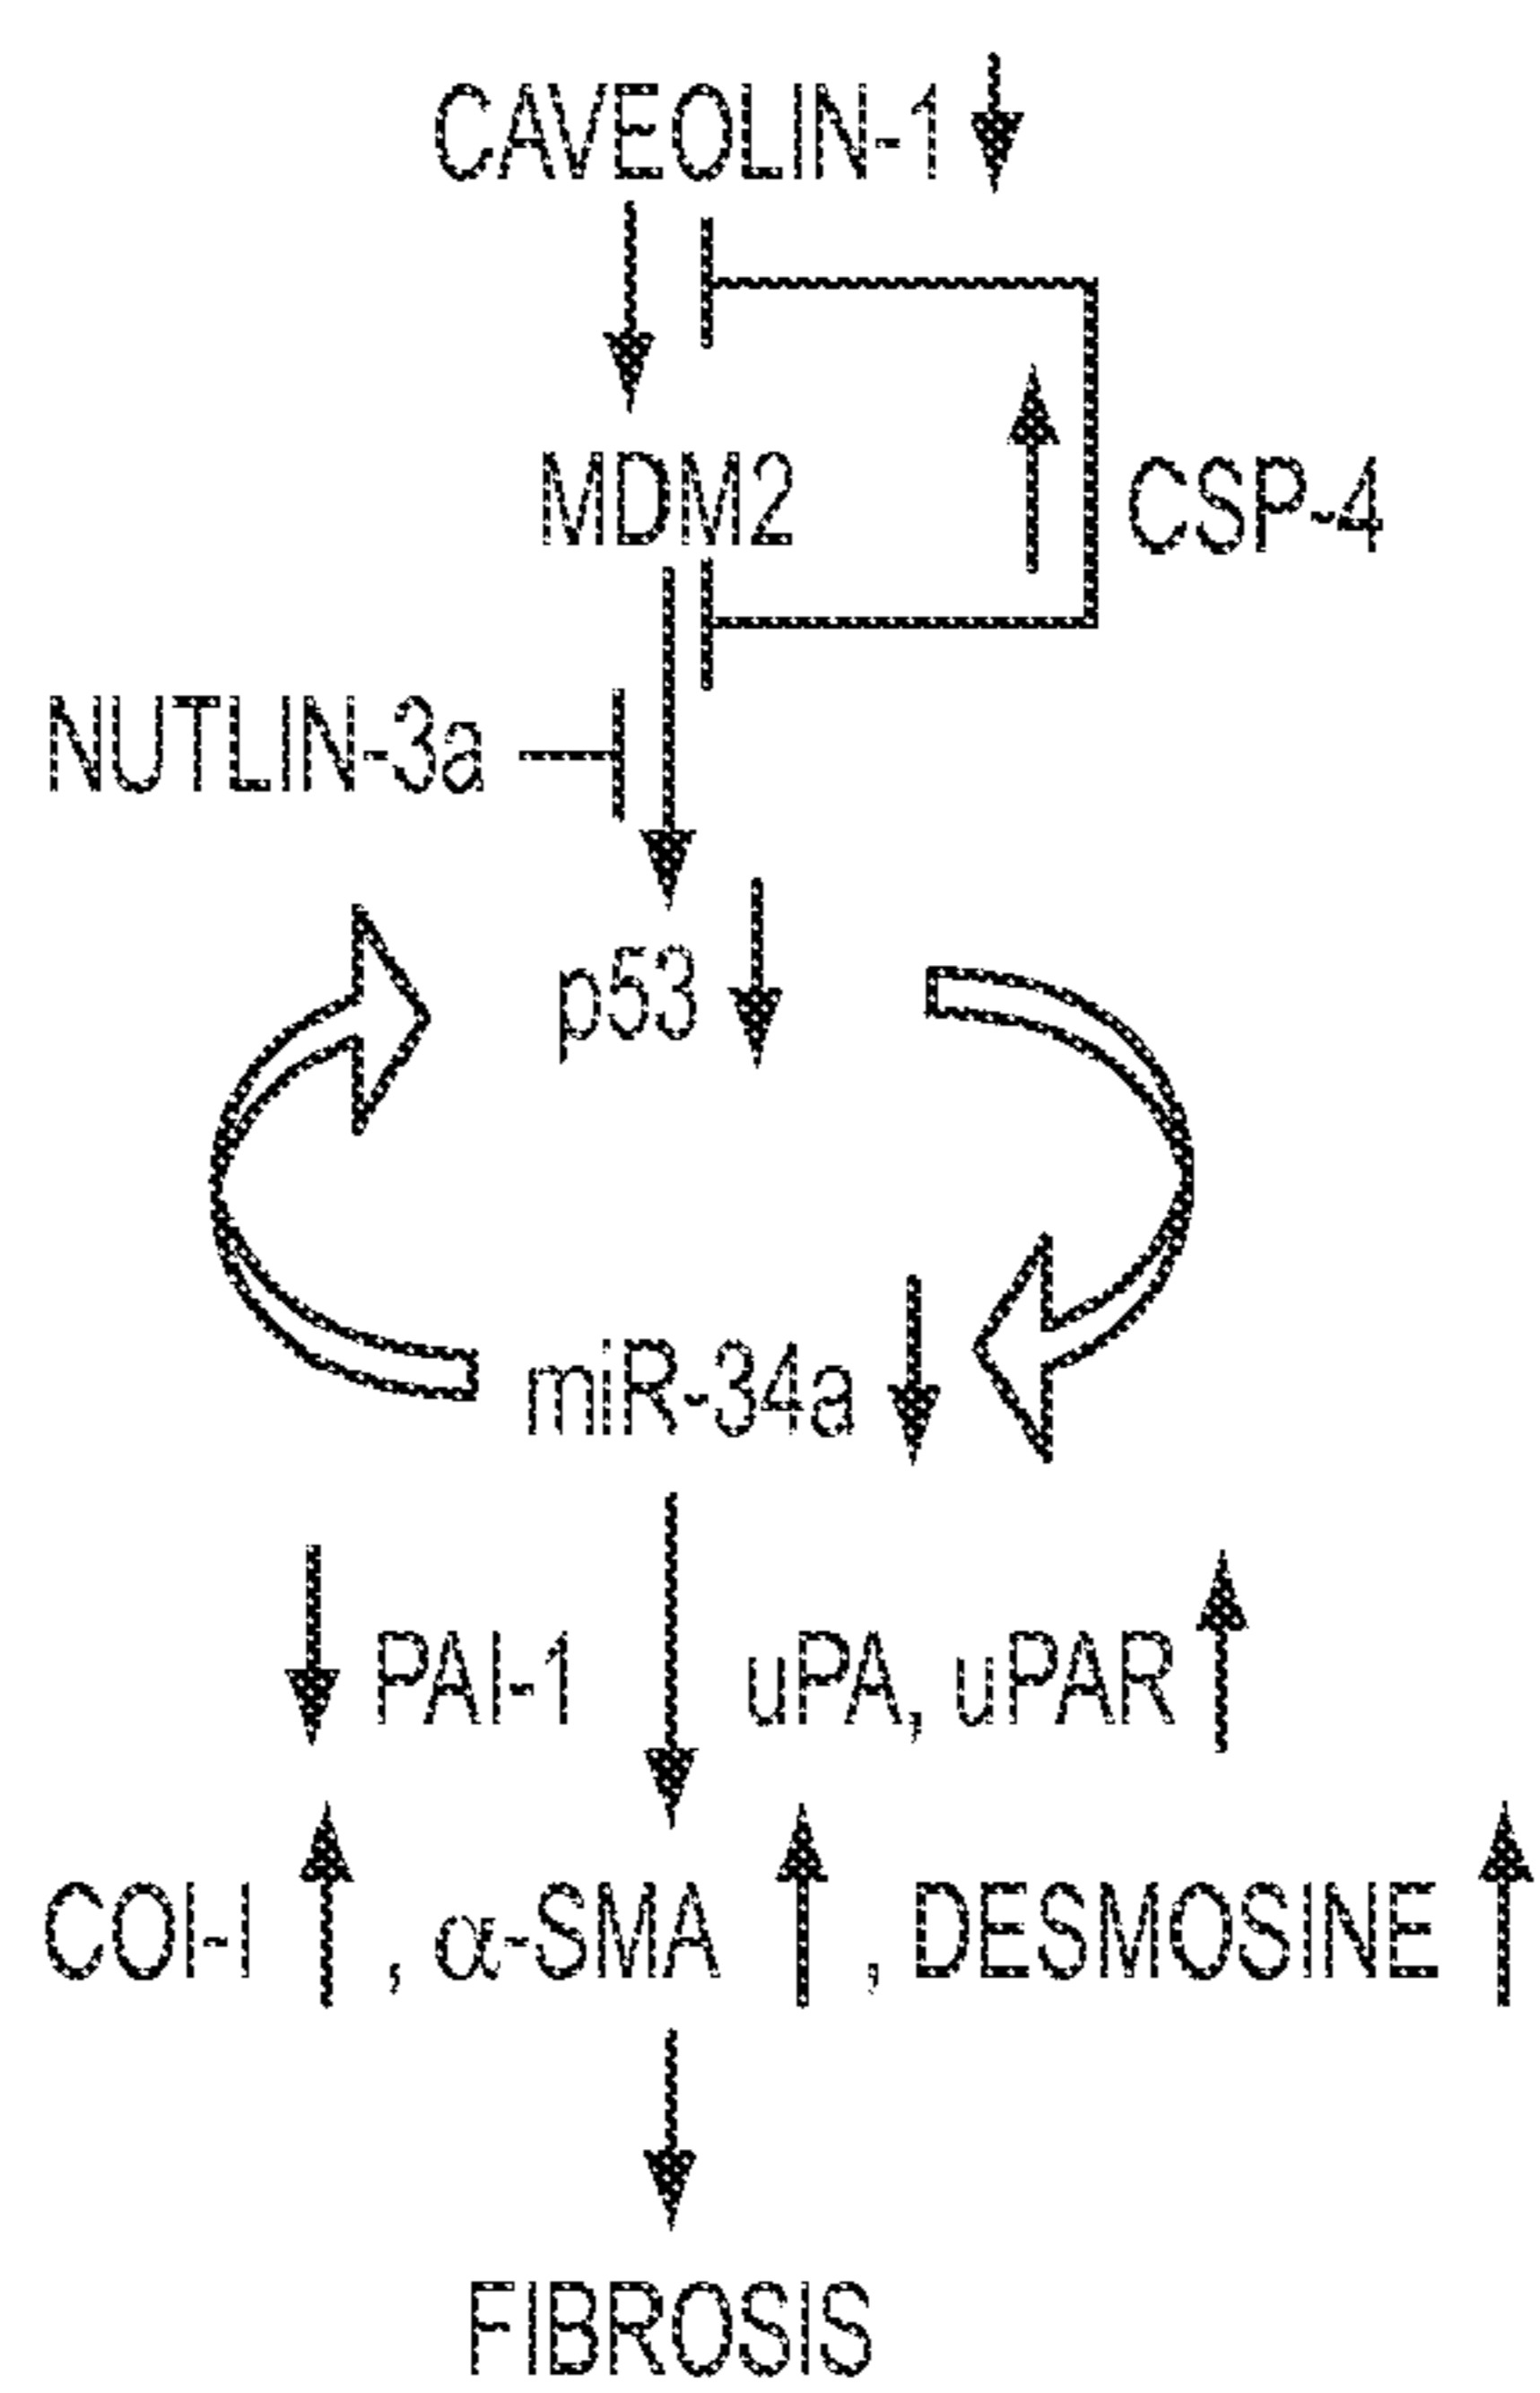 CAVEOLIN-1
MDM2
CSP-4
NUTLIN-3a
p53
miR-34a
PAI-1 uPA, uPAR
COI-I , α-SMA , DESMOSINE
FIBROSIS